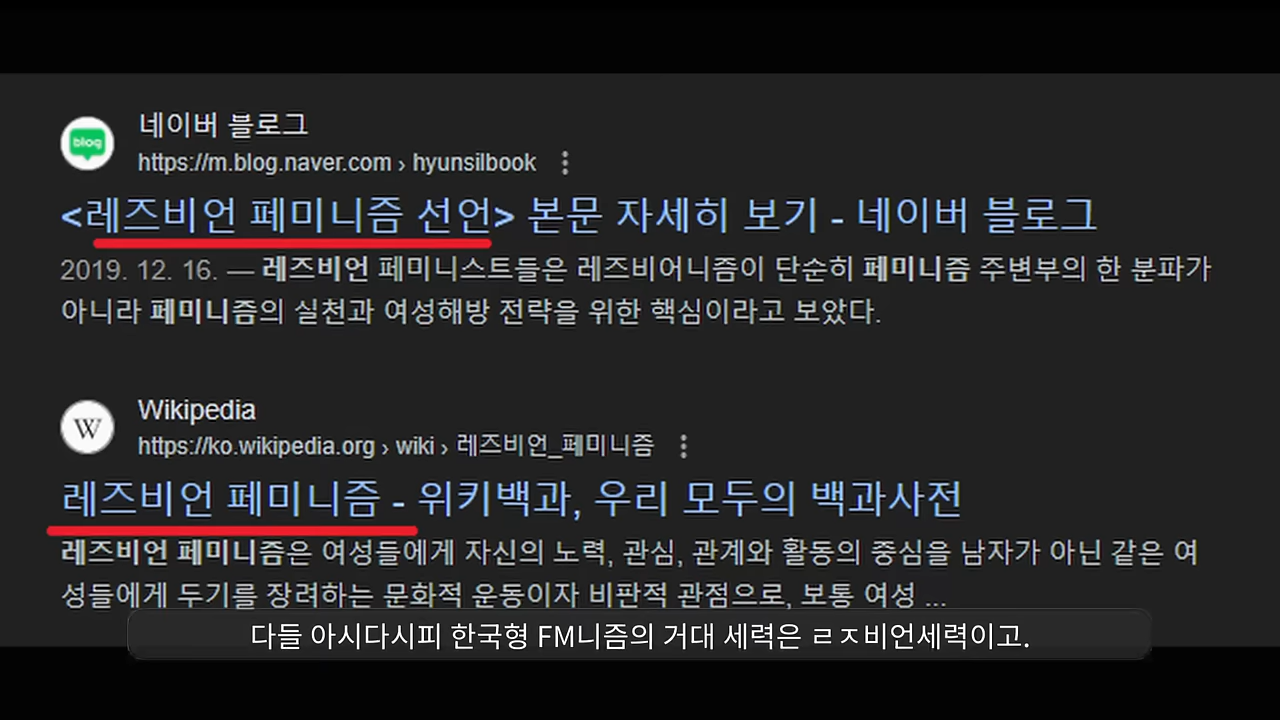 네이버 블로그
blog
https://m.blog.naver.com › hyunsilbook
<레즈비언 페미니즘 선언> 본문 자세히 보기 - 네이버 블로그
2019. 12. 16. — 레즈비언 페미니스트들은 레즈비어니즘이 단순히 페미니즘 주변부의 한 분파가
아니라 페미니즘의 실천과 여성해방 전략을 위한 핵심이라고 보았다.
Wikipedia
W
https://ko.wikipedia.org › wiki › 레즈비언_페미니즘
레즈비언 페미니즘 - 위키백과, 우리 모두의 백과사전
레즈비언 페미니즘은 여성들에게 자신의 노력, 관심, 관계와 활동의 중심을 남자가 아닌 같은 여
성들에게 두기를 장려하는 문화적 운동이자 비판적 관점으로, 보통 여성 ...
다들 아시다시피 한국형 FM니즘의 거대 세력은 ㄹㅈ비언세력이고.